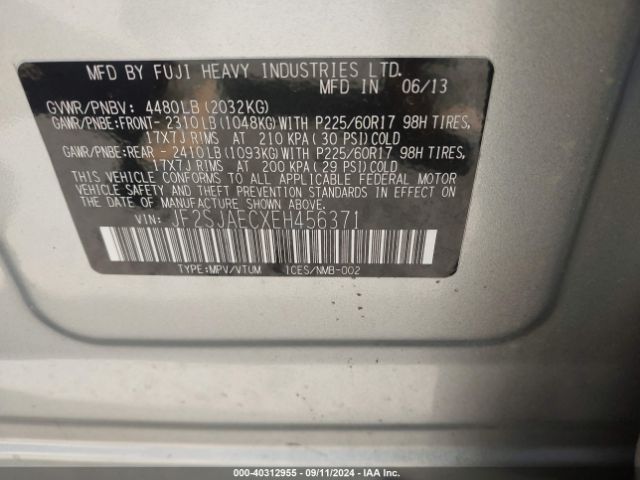 MFD BY FUJI HEAVY INDUSTRIES LTD.
MFD IN 06/13
GVWR/PNBV: 4480LB(2032KG)
GAWR/PNBE:FRONT- 2310LB(1048KG)WITH P225/60R17 98H TIRES,
17X7J RIMS AT 210 KPA(30 PSI)COLD
GAWR/PNBE:REAR - 2410LB(1093KG)WITH P225/60R17 98H TIRES,
17X7J RIMS AT 200 KPA(29 PSI)COLD
THIS VEHICLE CONFORMS TO ALL APPLICABLE FEDERAL MOTOR
VEHICLE SAFETY AND THEFT PREVENTION STANDARDS IN EFFECT
ON THE DATE OF MANUFACTURE SHOWN ABOVE.
VIN: JF2SJAECXEH456371
TYPE:MPV/VTUM ICES/NMB-002
000-40312955 - 09/11/2024 - IAA Inc.